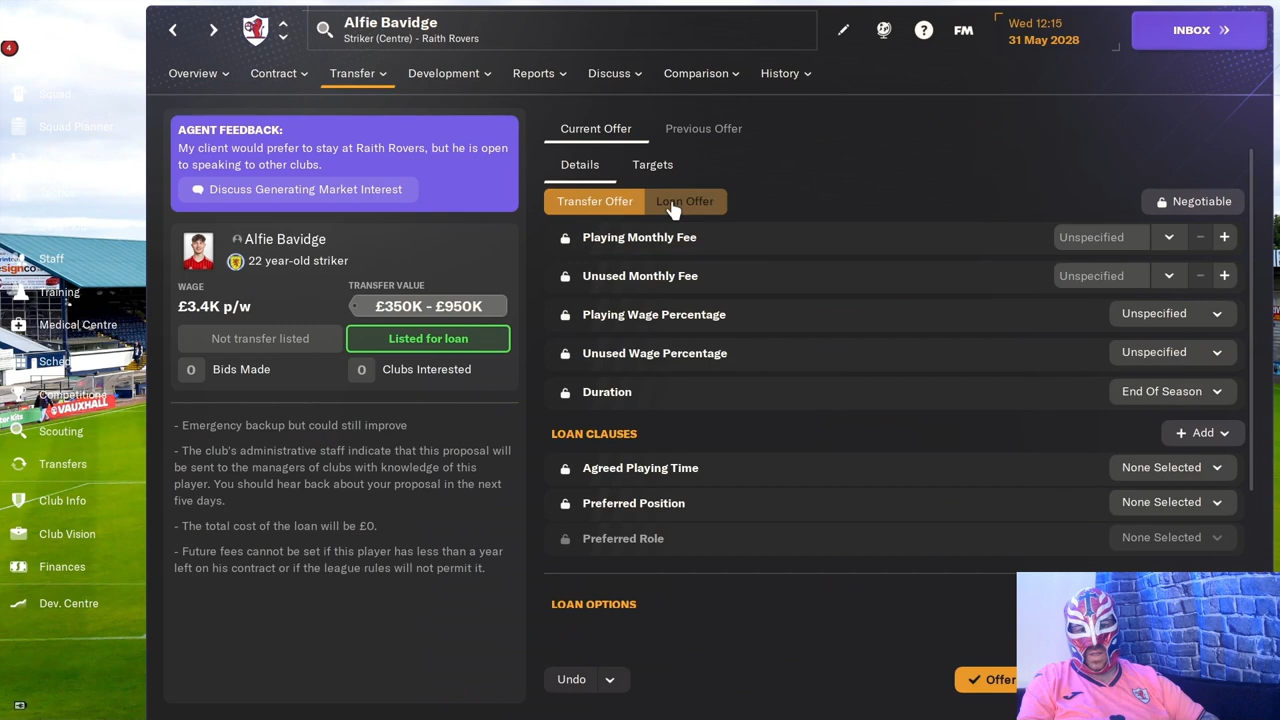 4
Squad
Squad Planner
Staff
Training
Medical Centre
Sched
Competitions
Scouting
Transfers
Club Info
Club Vision
Finances
Dev. Centre
VAUXHALL
Alfie Bavidge
Striker (Centre) - Raith Rovers
FM
Wed 12:15
31 May 2028
INBOX
Overview
Contract
Transfer
Development
Reports
Discuss
Comparison
History
AGENT FEEDBACK:
My client would prefer to stay at Raith Rovers, but he is open
to speaking to other clubs.
Discuss Generating Market Interest
Alfie Bavidge
22 year-old striker
WAGE
TRANSFER VALUE
£3.4K p/w
£350K - £950K
Not transfer listed
Listed for loan
0 Bids Made
0 Clubs Interested
- Emergency backup but could still improve
- The club's administrative staff indicate that this proposal
will be sent to the managers of clubs with knowledge of this
player. You should hear back about your proposal in the next
five days.
- The total cost of the loan will be £0.
- Future fees cannot be set if this player has less than a year
left on his contract or if the league rules will not permit it.
Current Offer
Previous Offer
Details
Targets
Transfer Offer
Loan Offer
Negotiable
Playing Monthly Fee
Unspecified
Unused Monthly Fee
Unspecified
Playing Wage Percentage
Unspecified
Unused Wage Percentage
Unspecified
Duration
End Of Season
LOAN CLAUSES
+ Add
Agreed Playing Time
None Selected
Preferred Position
None Selected
Preferred Role
None Selected
LOAN OPTIONS
Undo
Offer